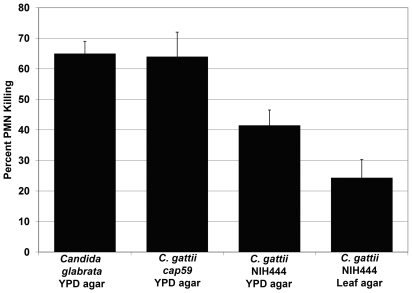 Percent PMN Killing
80
70
60
50
40
30
20
10
0
Candida
glabrata
YPD agar
C. gattii
cap59
YPD agar
C. gattii
NIH444
YPD agar
C. gattii
NIH444
Leaf agar